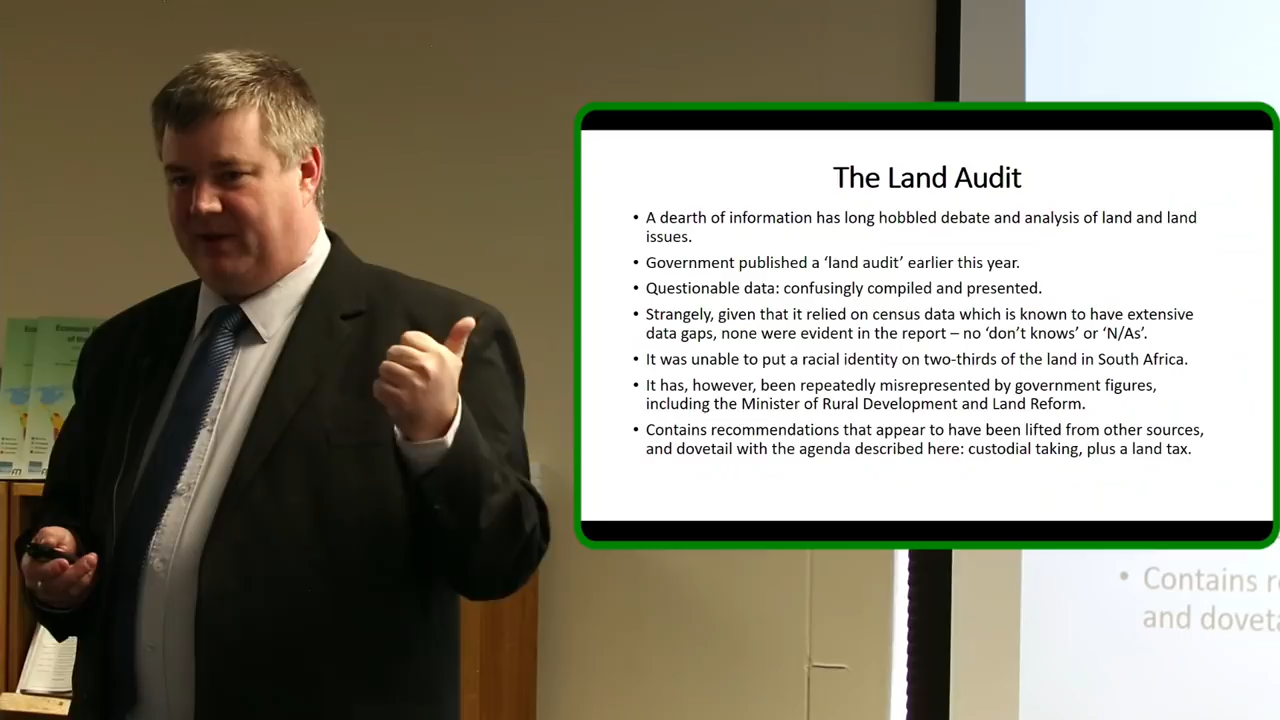 The Land Audit
• A dearth of information has long hobbled debate and analysis of land and land
issues.
• Government published a ‘land audit’ earlier this year.
• Questionable data: confusingly compiled and presented.
• Strangely, given that it relied on census data which is known to have extensive
data gaps, none were evident in the report – no ‘don’t knows’ or ‘N/As’.
• It was unable to put a racial identity on two-thirds of the land in South Africa.
• It has, however, been repeatedly misrepresented by government figures,
including the Minister of Rural Development and Land Reform.
• Contains recommendations that appear to have been lifted from other sources,
and dovetail with the agenda described here: custodial taking, plus a land tax.
• Contains
and
Economic